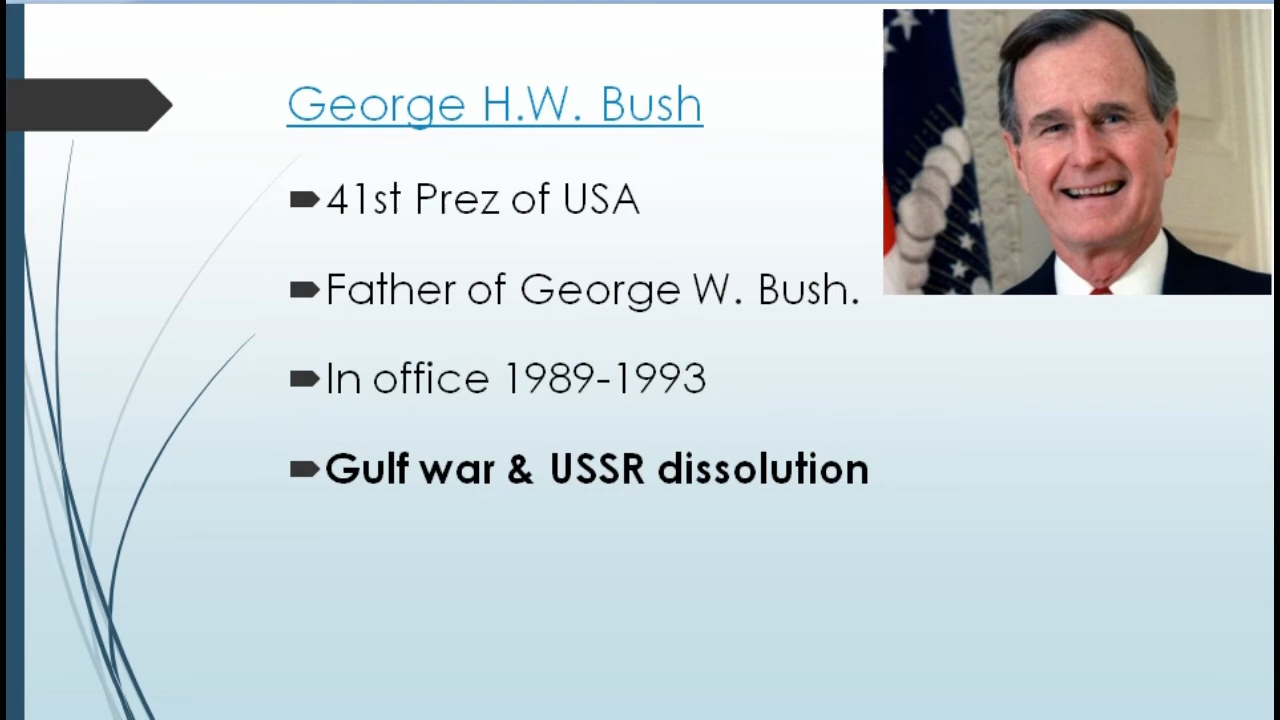 George H.W. Bush
41st Prez of USA
Father of George W. Bush.
In office 1989-1993
Gulf war & USSR dissolution